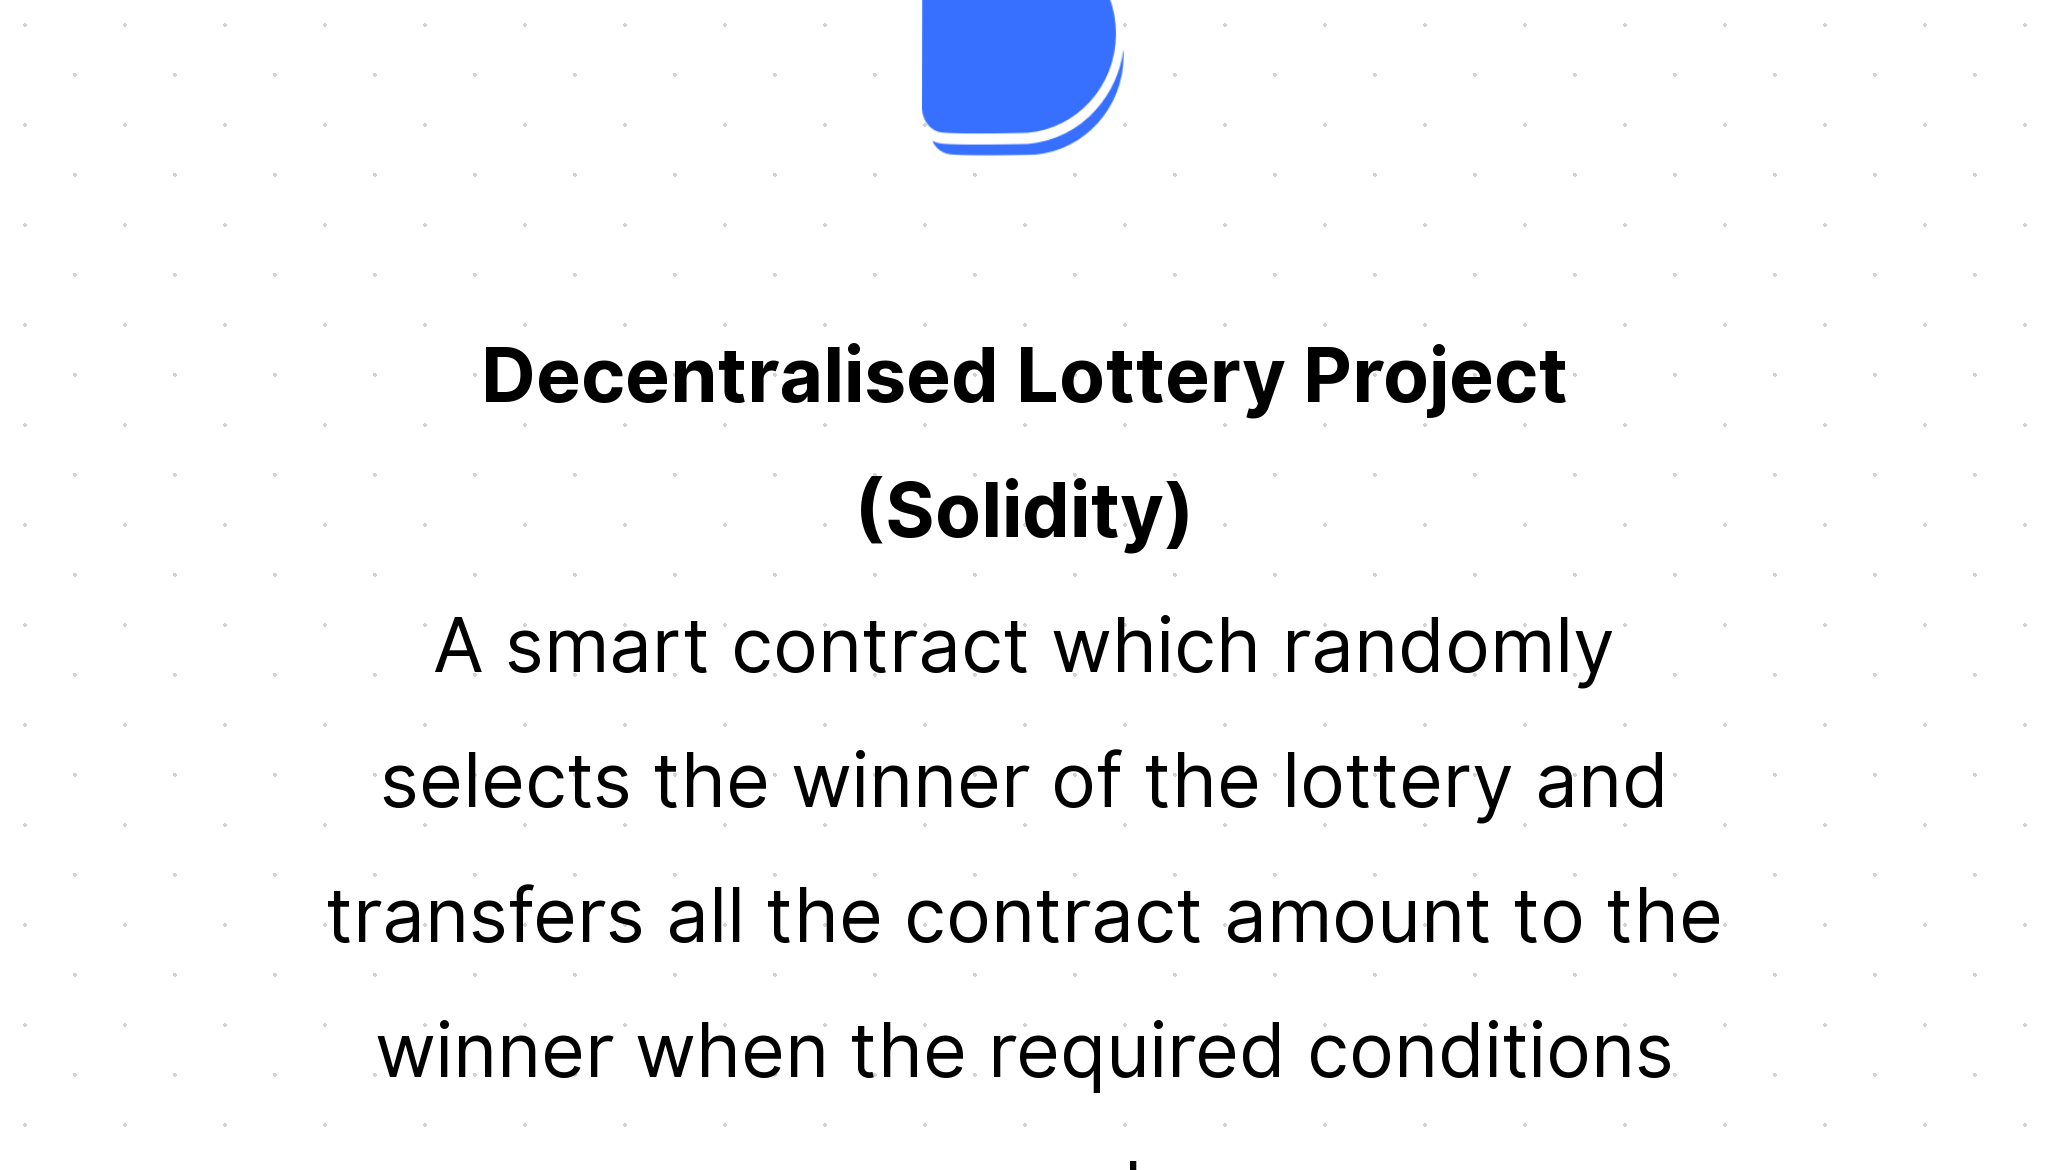 Decentralised Lottery Project
(Solidity)
A smart contract which randomly
selects the winner of the lottery and
transfers all the contract amount to the
winner when the required conditions